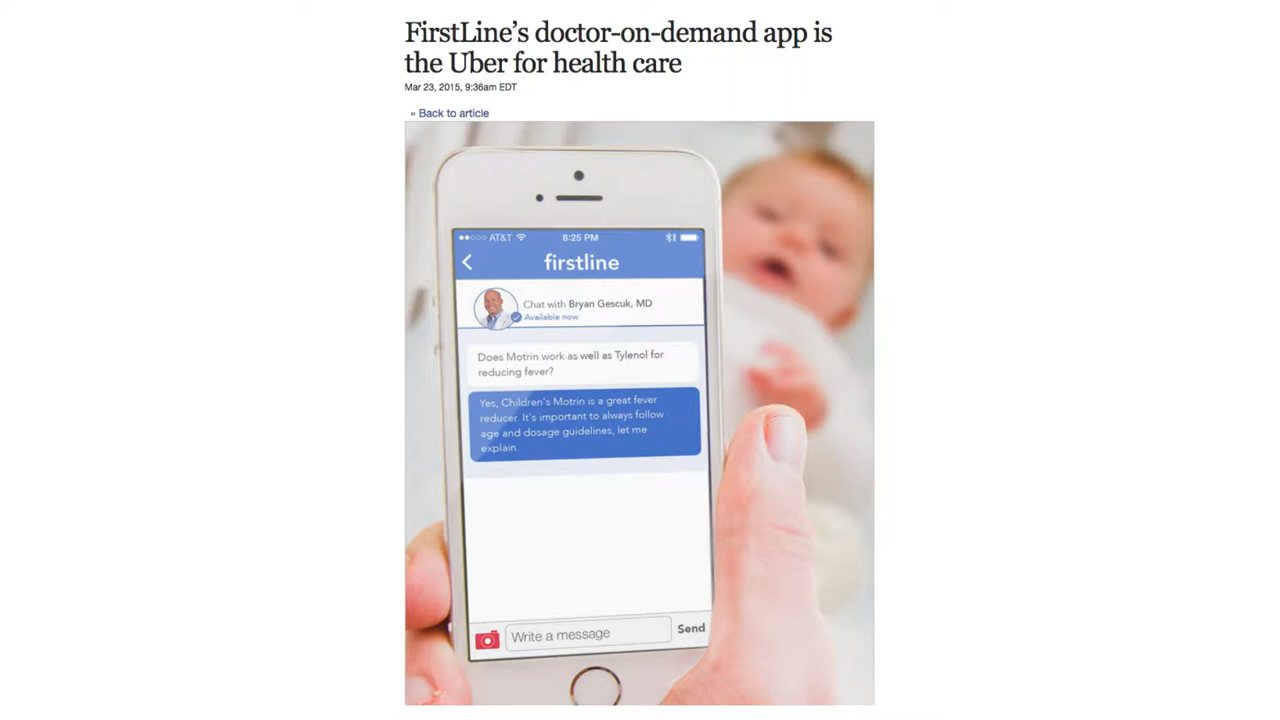 FirstLine’s doctor-on-demand app is
the Uber for health care
Mar 23, 2015, 9:36am EDT
« Back to article
AT&T 8:25 PM
firstline
Chat with Bryan Gescuk, MD
Available now
Does Motrin work as well as Tylenol for
reducing fever?
Yes, Children's Motrin is a great fever
reducer. It's important to always follow
age and dosage guidelines, let me
explain.
Write a message Send